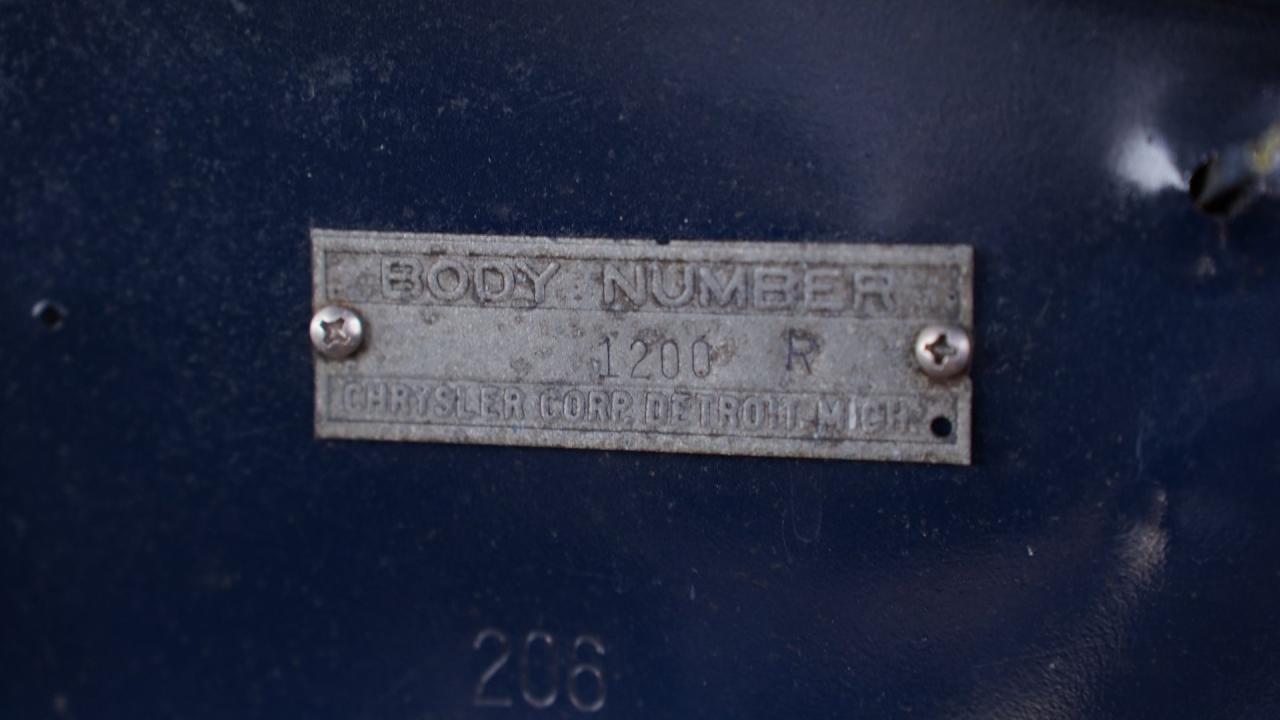 BODY NUMBER
1200 R
CHRYSLER CORP. DETROIT. MICH.
206